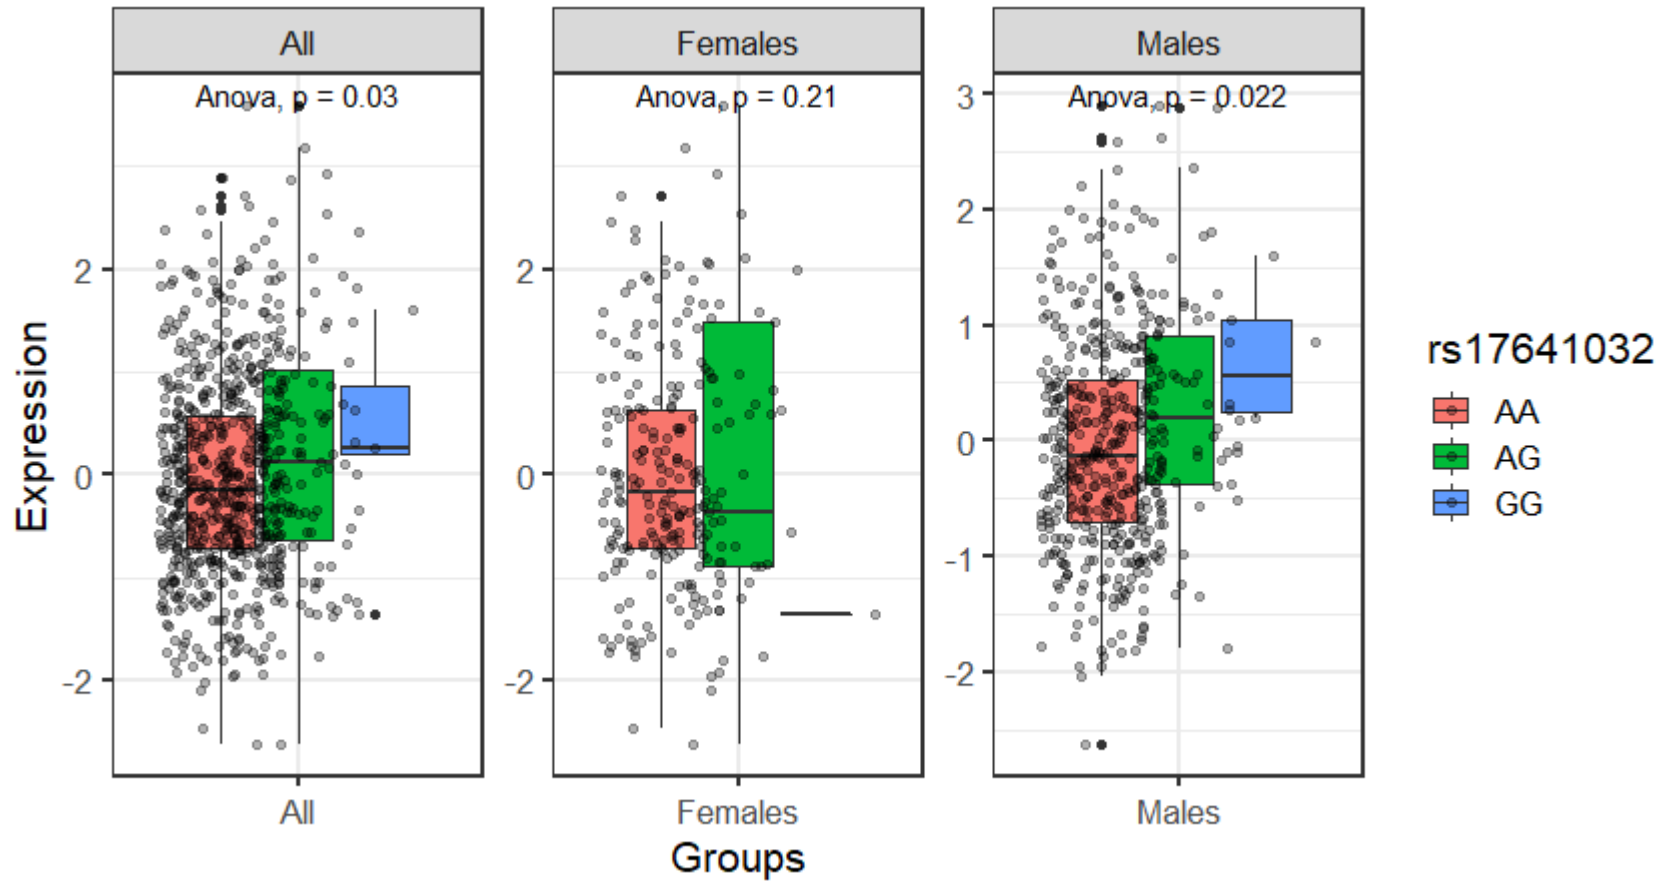 All
Females
Males
Anova, p = 0.03
Anova, p = 0.21
Anova, p = 0.022
Expression
2
0
-2
2
0
-2
3
2
1
0
-1
-2
All
Females
Males
Groups
rs17641032
AA
AG
GG